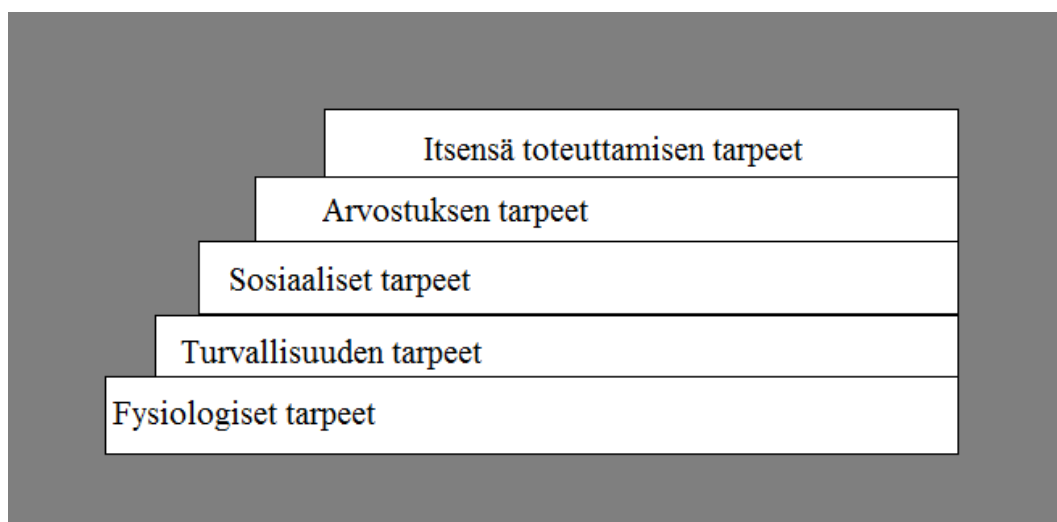 Itsensä toteuttamisen tarpeet
Arvostuksen tarpeet
Sosiaaliset tarpeet
Turvallisuuden tarpeet
Fysiologiset tarpeet